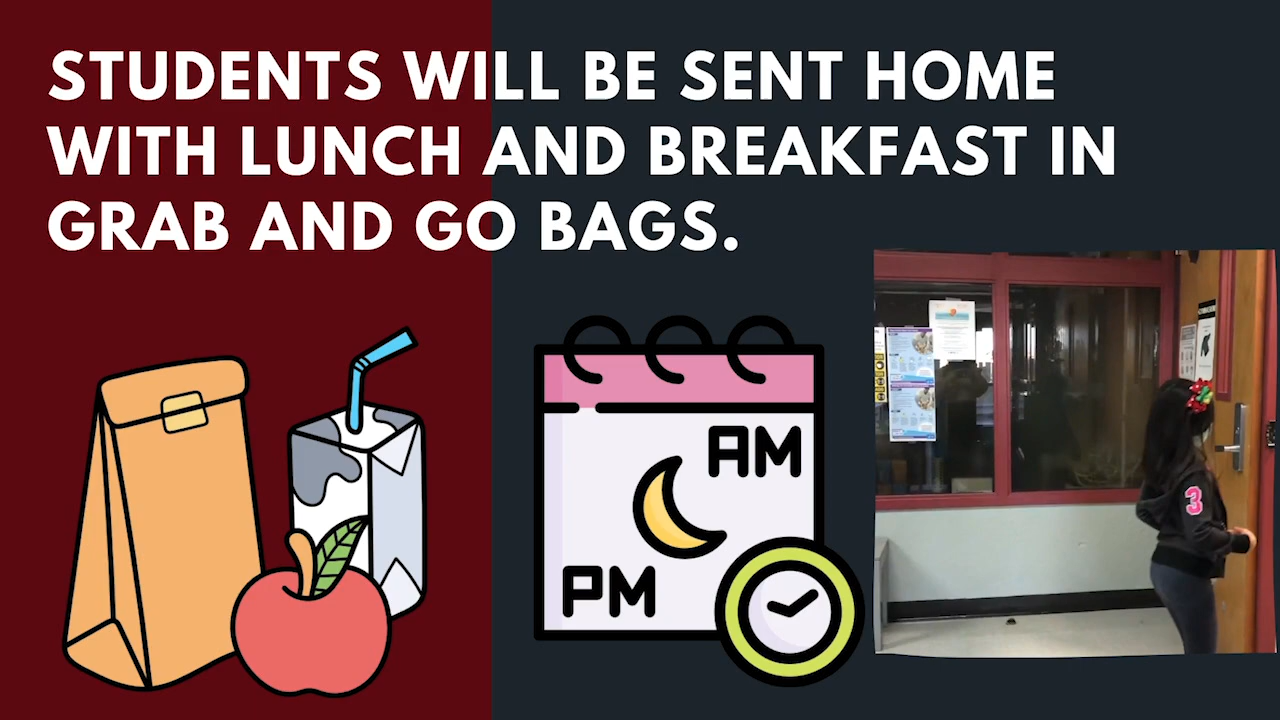 STUDENTS WILL BE SENT HOME
WITH LUNCH AND BREAKFAST IN
GRAB AND GO BAGS.
AM
PM
3